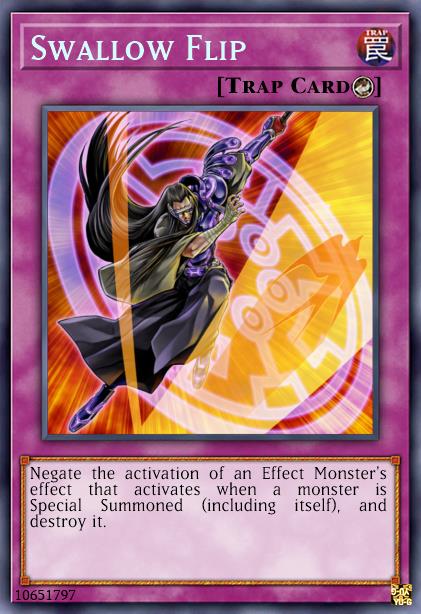 Swallow Flip
TRAP
罠
[Trap Card]
Negate the activation of an Effect Monster's
effect that activates when a monster is
Special Summoned (including itself), and
destroy it.
10651797